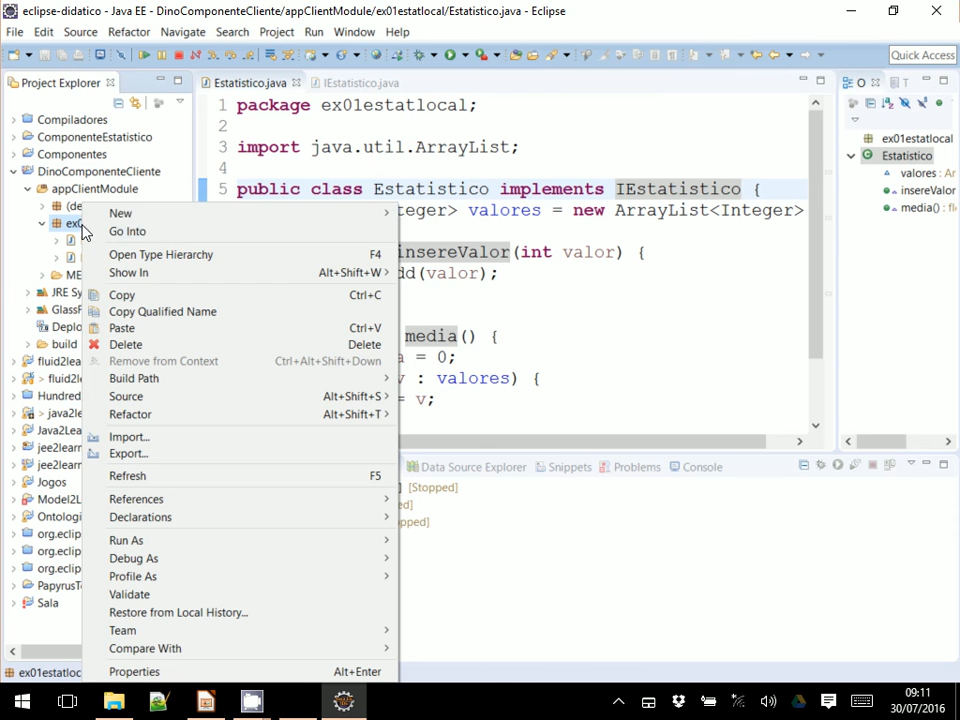 eclipse-didatico - Java EE - DinoComponenteCliente/appClientModule/ex01estatlocal/Estatistico.java - Eclipse
File Edit Source Refactor Navigate Search Project Run Window Help
Quick Access
Project Explorer
Estatistico.java
IEstatistico.java
O
T
Compiladores
ComponenteEstatistico
Componentes
DinoComponenteCliente
appClientModule
(de
ex0
ME
JRE Sy
GlassF
Deplo
build
fluid2lea
> fluid2le
Hundred
> java2le
Java2Lea
jee2learn
jee2learn
Jogos
Model2L
Ontologi
org.eclip
org.eclip
org.eclip
PapyrusTe
Sala
1 package ex01estatlocal;
2
3 import java.util.ArrayList;
4
5 public class Estatistico implements IEstatistico {
teger> valores = new ArrayList<Integer>
insereValor(int valor) {
dd(valor);
media() {
a = 0;
v : valores) {
= v;
ex01estatlocal
Estatistico
valores :
insereValor
media() : fl
New
Go Into
Open Type Hierarchy F4
Show In Alt+Shift+W >
Copy Ctrl+C
Copy Qualified Name
Paste Ctrl+V
Delete Delete
Remove from Context Ctrl+Alt+Shift+Down
Build Path
Source Alt+Shift+S >
Refactor Alt+Shift+T >
Import...
Export...
Refresh F5
References
Declarations
Run As
Debug As
Profile As
Validate
Restore from Local History...
Team
Compare With
Properties Alt+Enter
Data Source Explorer Snippets Problems Console
] [Stopped]
ed]
pped]
ex01estatloc
09:11
30/07/2016